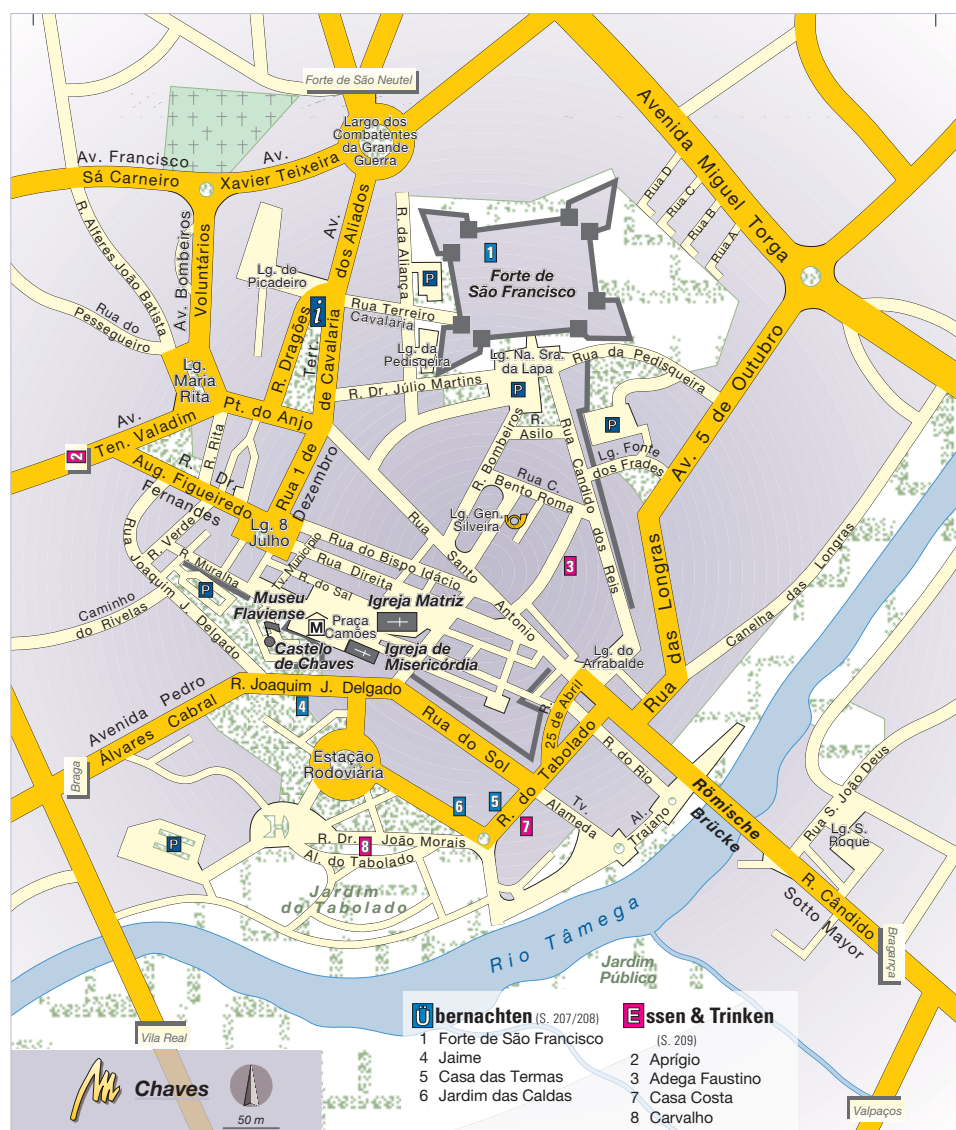 Forte de São Neutel
Largo dos
Combatentes
da Grande
Guerra
Av. Francisco
Sá Carneiro
Av.
Xavier Teixeira
Avenida Miguel Torga
Rua D
Rua C
Rua B
Rua A
R. Alferes João Batista
Av. Bombeiros
Voluntários
Av.
dos Aliados
R. da Aliança
Lg. do
Picadeiro
P
1
Forte de
São Francisco
Rua do
Pessegueiro
i
Rua Terreiro
Cavalaria
R. Dragões
Terr.
de Cavalaria
Lg. da
Pedisqeira
Lg. Na. Sra.
da Lapa
Rua da Pedisqueira
Lg.
Maria
Rita
R. Dr. Júlio Martins
P
Av. 5 de Outubro
Pt. do Anjo
Av.
Ten. Valadim
2
R. Rita
R. Dr.
R.
Asilo
P
Lg. Fonte
dos Frades
Rua 1 de
Dezembro
R. Bombeiros
Rua C.
Bento Roma
Rua Candido dos Reis
Aug. Figueiredo
Fernandes
Lg. Gen.
Silveira
Lg. 8
Julho
R. Verde
R. Muralha
Rua Joaquim J. Delgado
Tv. Município
Rua do Bispo Idácio
Rua Direita
R. do Sal
Rua Santo Antonio
3
Rua das Longras
Canelha das Longras
P
Caminho
do Rivelas
Museu
Flaviense
M
Praça
Camões
Igreja Matriz
Castelo
de Chaves
Igreja de
Misericórdia
Lg. do
Arrabalde
Avenida Pedro
Álvares Cabral
R. Joaquim J. Delgado
4
Rua do Sol
R.
25 de Abril
R. do Tabolado
R. do Rio
Braga
Estação
Rodoviária
6
5
7
Tv.
Alameda
Al.
Trajano
Römische
Brücke
Rua S. João Deus
Lg. S.
Roque
P
R. Dr. João Morais
8
Al. do Tabolado
Jardim
do Tabolado
R. Cândido
Sotto Mayor
Bragança
Rio Tâmega
Jardim
Público
Vila Real
Valpaços
Übernachten (S. 207/208)
1 Forte de São Francisco
4 Jaime
5 Casa das Termas
6 Jardim das Caldas
Essen & Trinken
(S. 209)
2 Aprígio
3 Adega Faustino
7 Casa Costa
8 Carvalho
Chaves
50 m